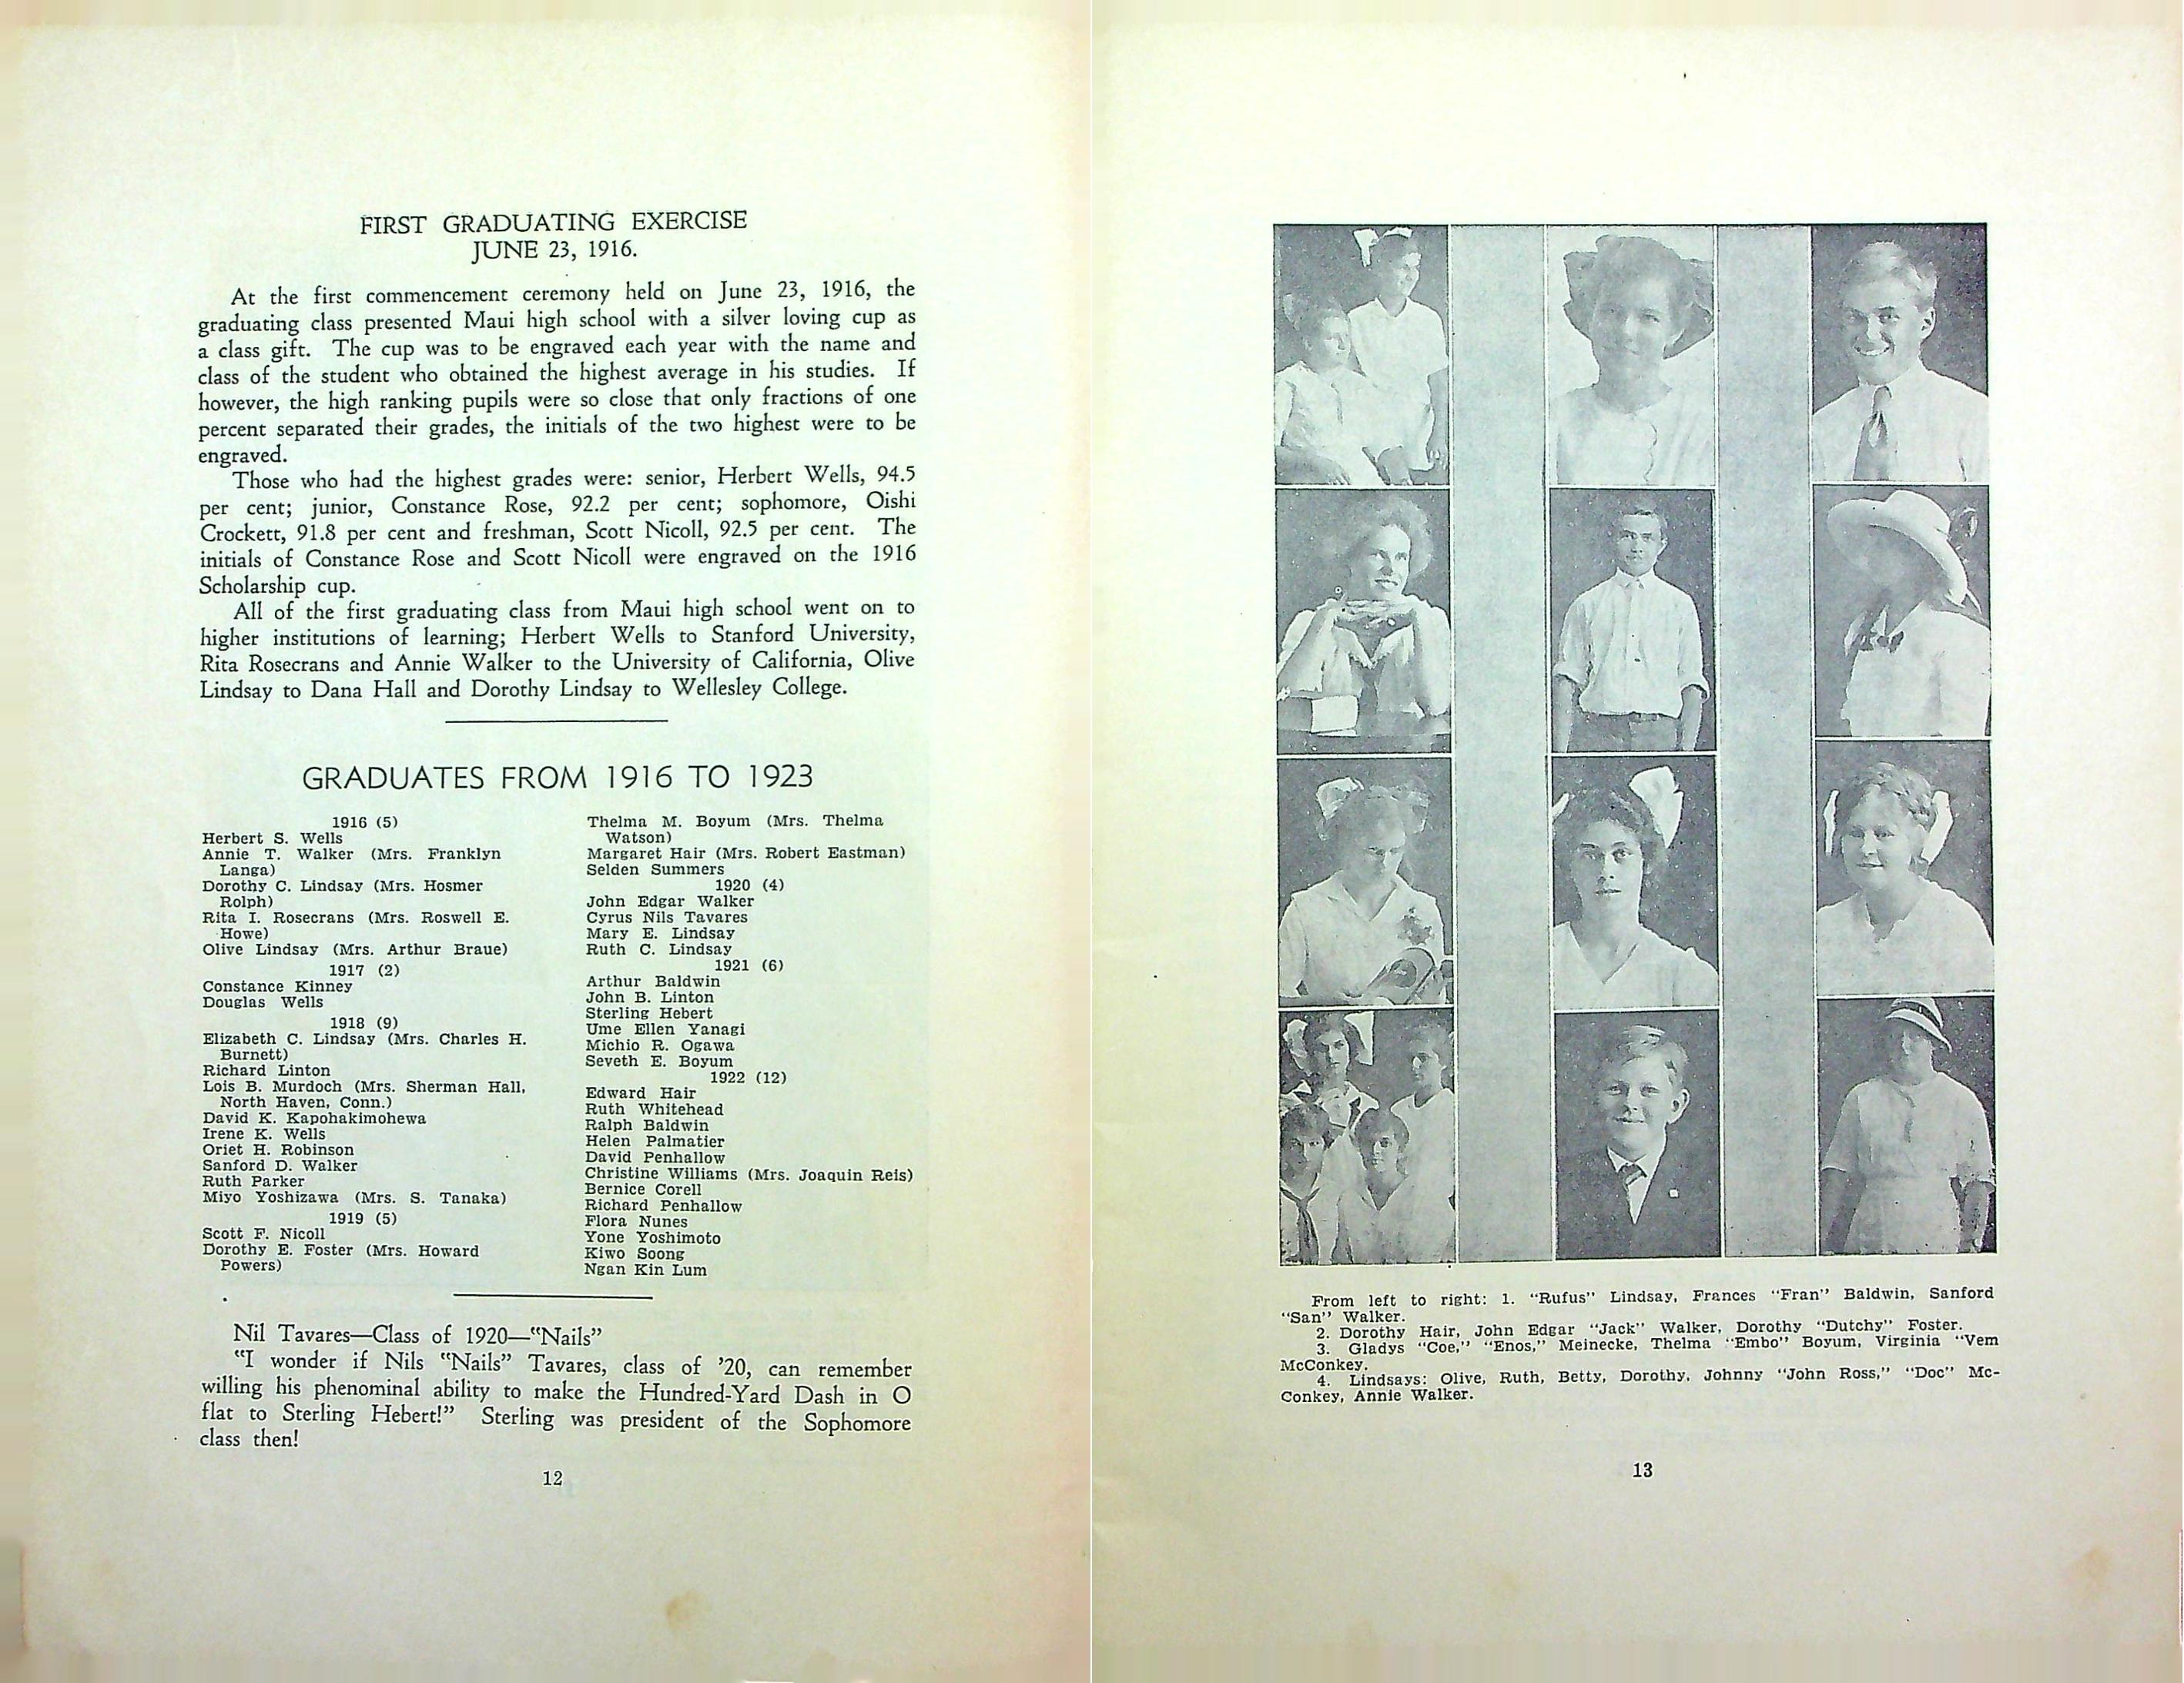 FIRST GRADUATING EXERCISE
JUNE 23, 1916.
At the first commencement ceremony held on June 23, 1916, the
graduating class presented Maui high school with a silver loving cup as
a class gift. The cup was to be engraved each year with the name and
class of the student who obtained the highest average in his studies. If
however, the high ranking pupils were so close that only fractions of one
percent separated their grades, the initials of the two highest were to be
engraved.
Those who had the highest grades were: senior, Herbert Wells, 94.5
per cent; junior, Constance Rose, 92.2 per cent; sophomore, Oishi
Crockett, 91.8 per cent and freshman, Scott Nicoll, 92.5 per cent. The
initials of Constance Rose and Scott Nicoll were engraved on the 1916
Scholarship cup.
All of the first graduating class from Maui high school went on to
higher institutions of learning; Herbert Wells to Stanford University,
Rita Rosecrans and Annie Walker to the University of California, Olive
Lindsay to Dana Hall and Dorothy Lindsay to Wellesley College.
GRADUATES FROM 1916 TO 1923
1916 (5)
Herbert S. Wells
Annie T. Walker (Mrs. Franklyn
Langa)
Dorothy C. Lindsay (Mrs. Hosmer
Rolph)
Rita I. Rosecrans (Mrs. Roswell E.
Howe)
Olive Lindsay (Mrs. Arthur Braue)
1917 (2)
Constance Kinney
Douglas Wells
1918 (9)
Elizabeth C. Lindsay (Mrs. Charles H.
Burnett)
Richard Linton
Lois B. Murdoch (Mrs. Sherman Hall,
North Haven, Conn.)
David K. Kapohakimohewa
Irene K. Wells
Oriet H. Robinson
Sanford D. Walker
Ruth Parker
Miyo Yoshizawa (Mrs. S. Tanaka)
1919 (5)
Scott F. Nicoll
Dorothy E. Foster (Mrs. Howard
Powers)
Thelma M. Boyum (Mrs. Thelma
Watson)
Margaret Hair (Mrs. Robert Eastman)
Selden Summers
1920 (4)
John Edgar Walker
Cyrus Nils Tavares
Mary E. Lindsay
Ruth C. Lindsay
1921 (6)
Arthur Baldwin
John B. Linton
Sterling Hebert
Ume Ellen Yanagi
Michio R. Ogawa
Seveth E. Boyum
1922 (12)
Edward Hair
Ruth Whitehead
Ralph Baldwin
Helen Palmatier
David Penhallow
Christine Williams (Mrs. Joaquin Reis)
Bernice Corell
Richard Penhallow
Flora Nunes
Yone Yoshimoto
Kiwo Soong
Ngan Kin Lum
Nil Tavares—Class of 1920—"Nails"
"I wonder if Nils "Nails" Tavares, class of '20, can remember
willing his phenominal ability to make the Hundred-Yard Dash in O
flat to Sterling Hebert!" Sterling was president of the Sophomore
class then!
12
From left to right: 1. "Rufus" Lindsay, Frances "Fran" Baldwin, Sanford
"San" Walker.
2. Dorothy Hair, John Edgar "Jack" Walker, Dorothy "Dutchy" Foster.
3. Gladys "Coe," "Enos," Meinecke, Thelma "Embo" Boyum, Virginia "Vem
McConkey.
4. Lindsays: Olive, Ruth, Betty, Dorothy, Johnny "John Ross," "Doc" Mc-
Conkey, Annie Walker.
13